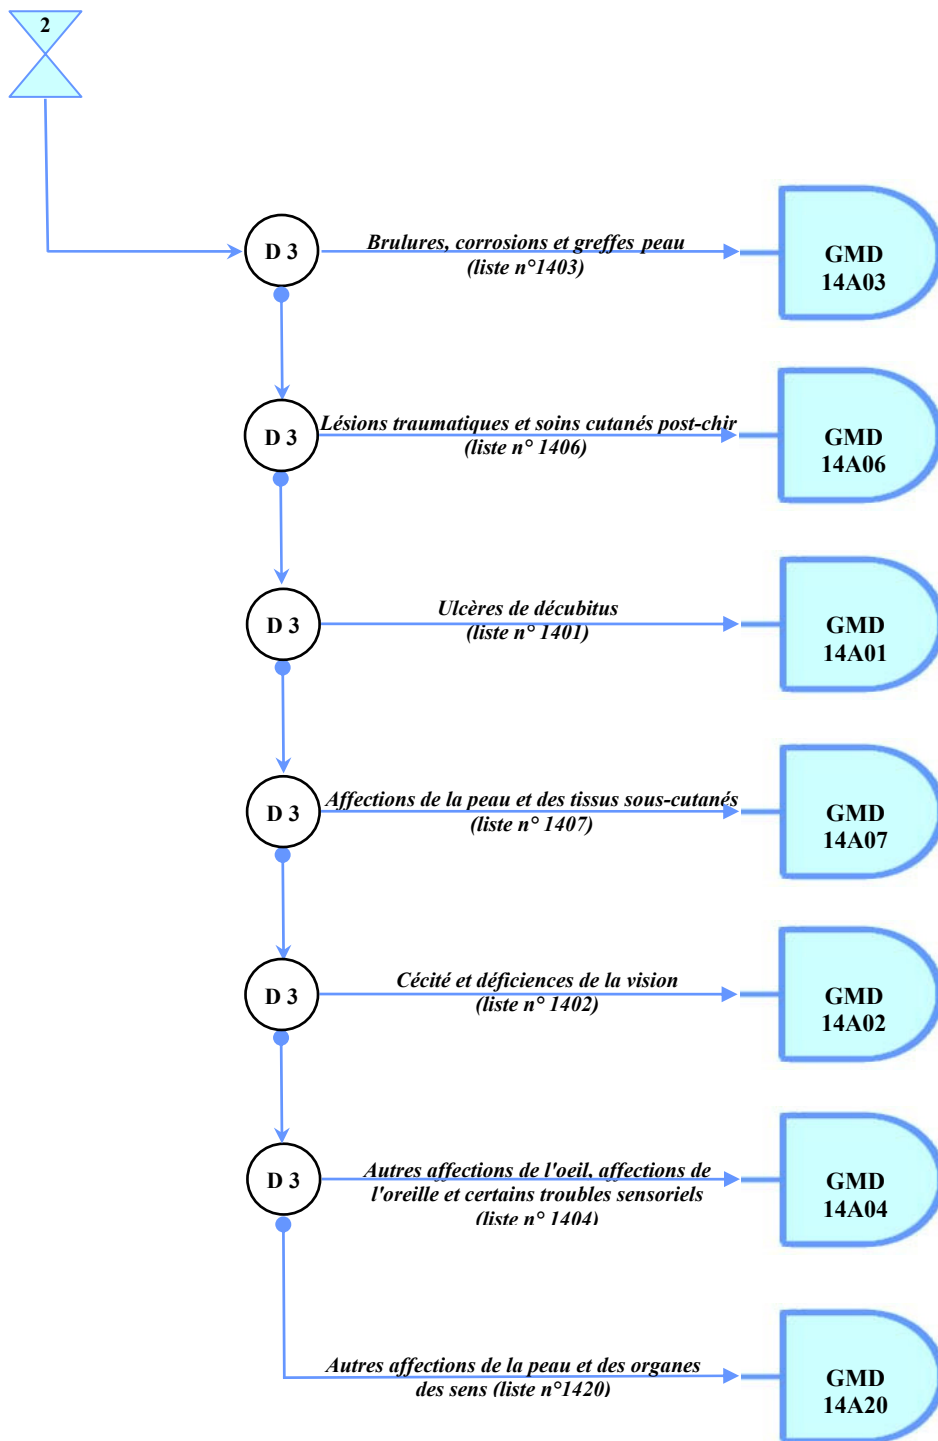 2
D 3
Brulures, corrosions et greffes peau
(liste n°1403)
GMD
14A03
D 3
Lésions traumatiques et soins cutanés post-chir
(liste n° 1406)
GMD
14A06
D 3
Ulcères de décubitus
(liste n° 1401)
GMD
14A01
D 3
Affections de la peau et des tissus sous-cutanés
(liste n° 1407)
GMD
14A07
D 3
Cécité et déficiences de la vision
(liste n° 1402)
GMD
14A02
D 3
Autres affections de l'oeil, affections de
l'oreille et certains troubles sensoriels
(liste n° 1404)
GMD
14A04
Autres affections de la peau et des organes
des sens (liste n°1420)
GMD
14A20